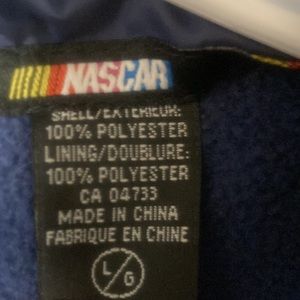 NASCAR
SHELL/EXTERIEUR:
100% POLYESTER
LINING/DOUBLURE:
100% POLYESTER
CA 04733
MADE IN CHINA
FABRIQUE EN CHINE
L/G